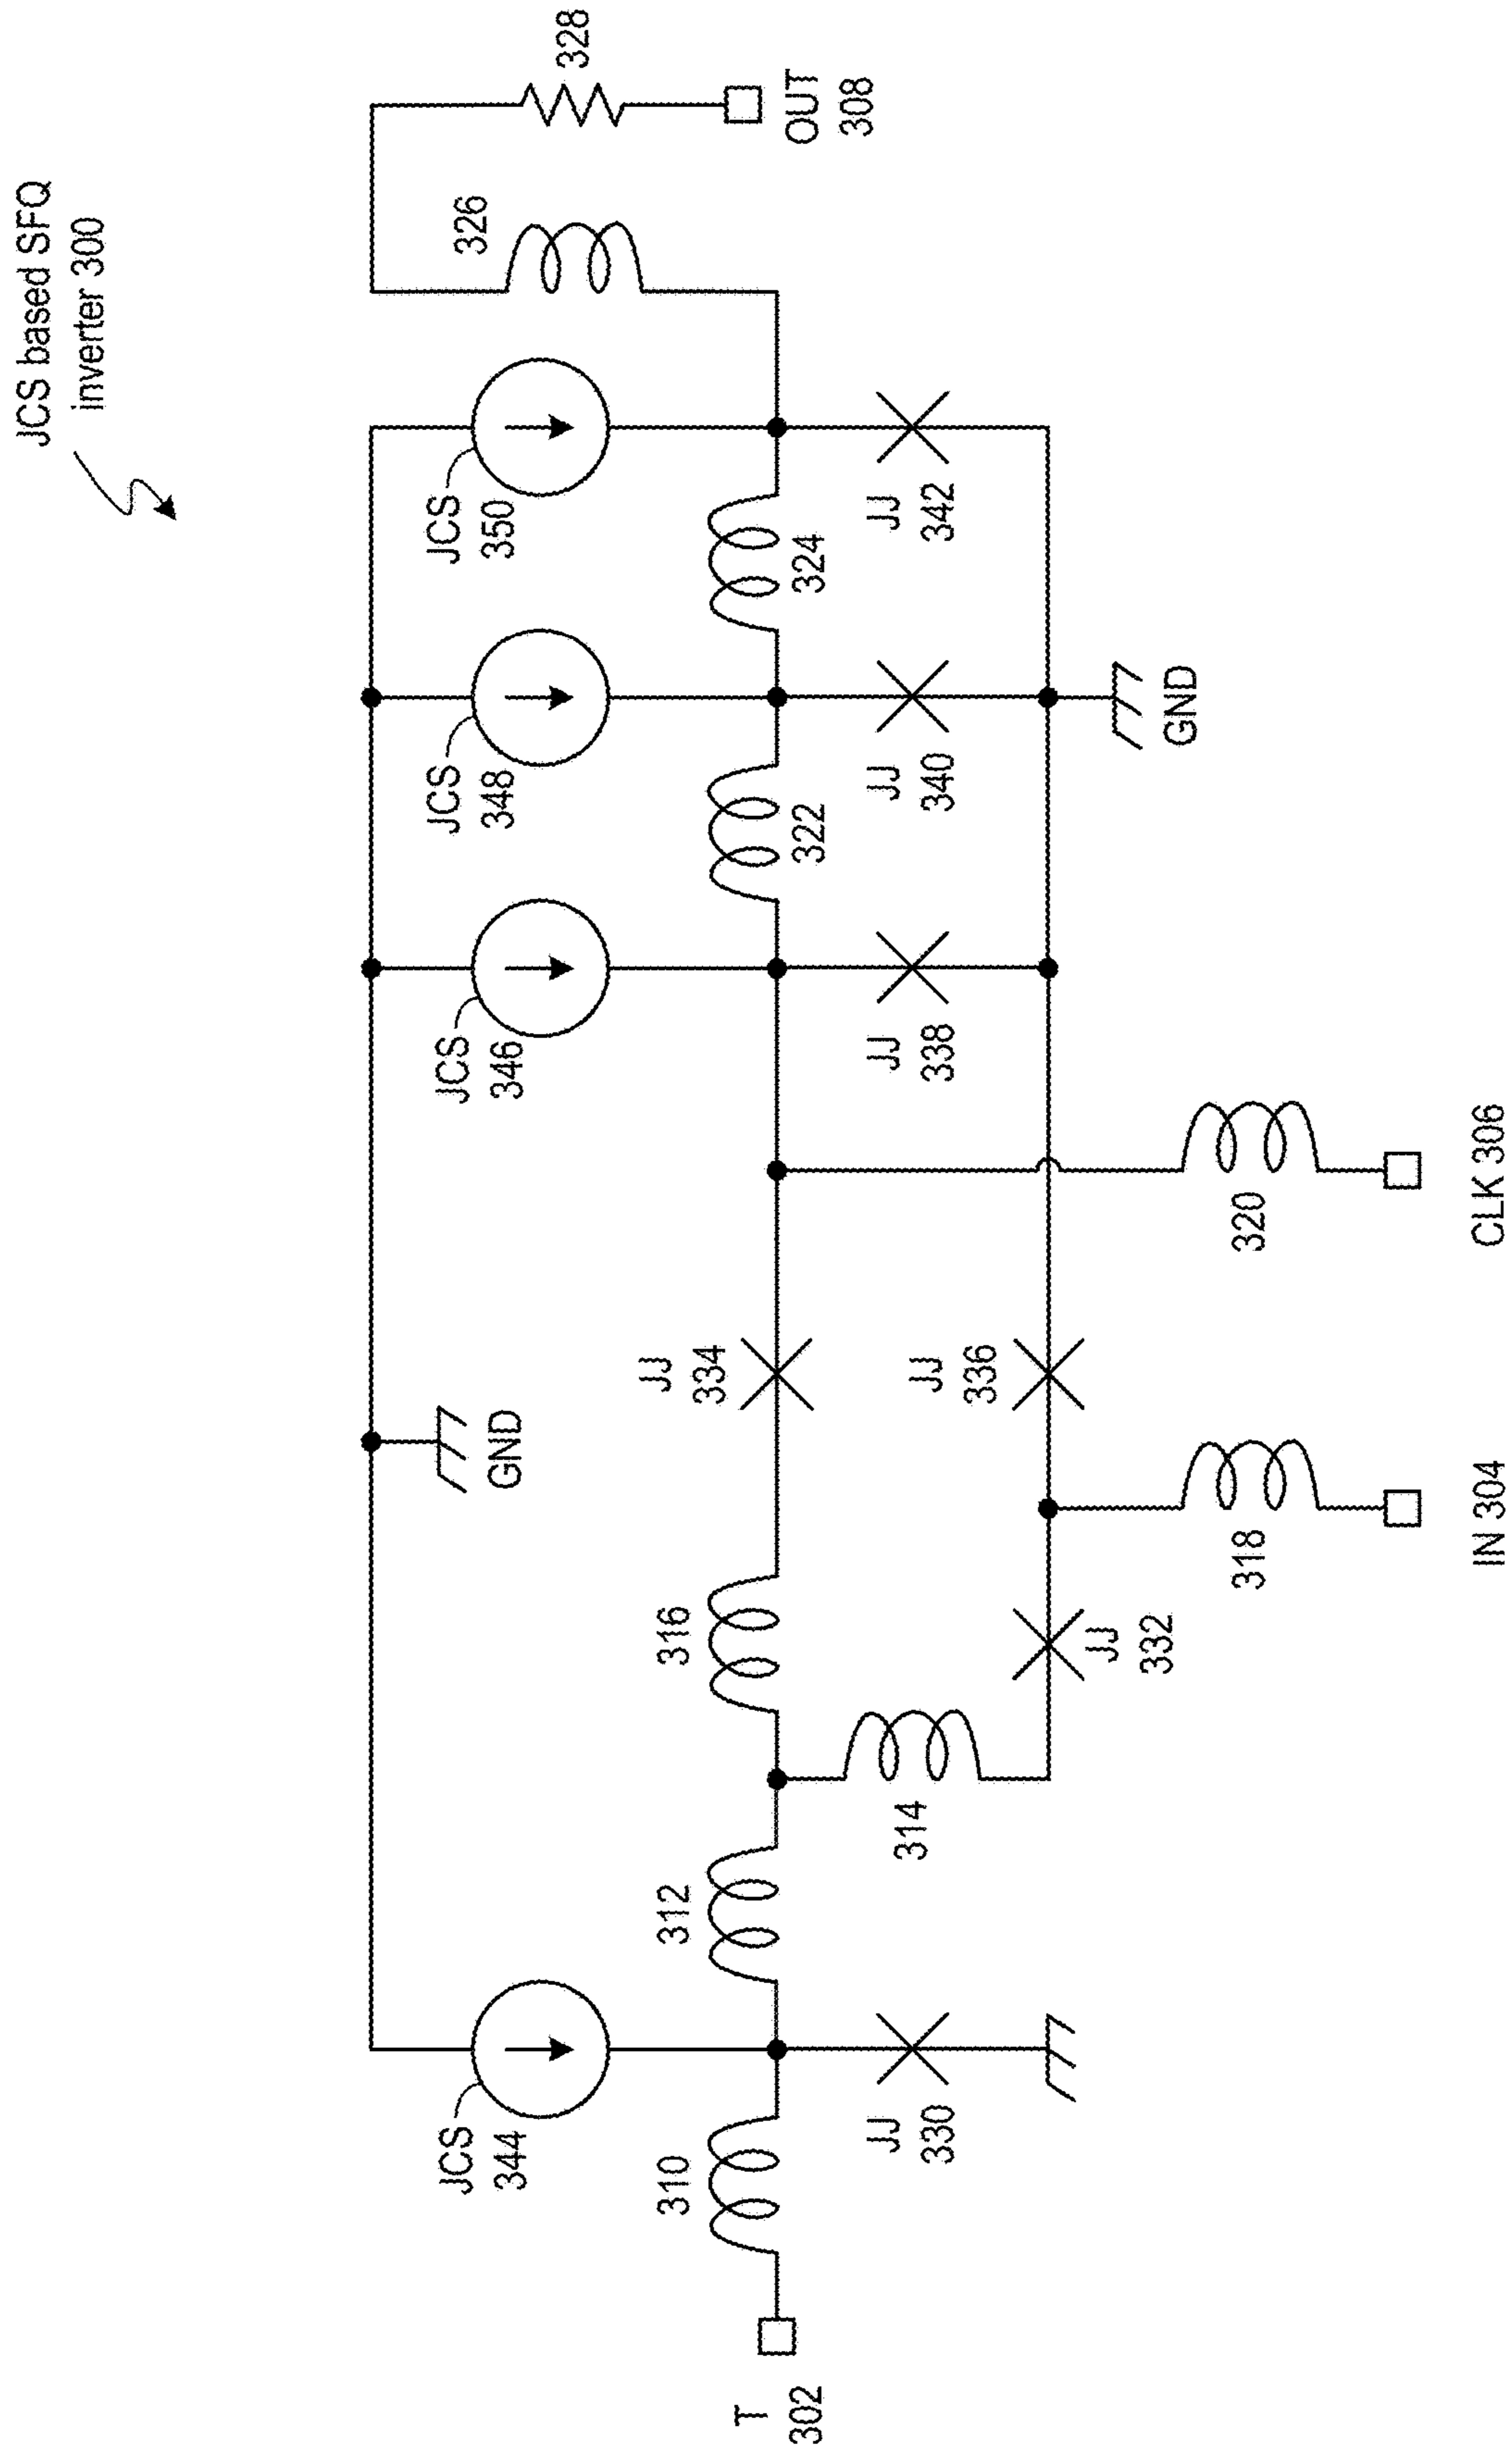 JCS based SFQ
inverter 300
JCS
344
JCS
346
JCS
348
JCS
350
326
328
OUT
308
GND
T
302
310
312
316
JJ
334
322
324
JJ
330
314
JJ
332
JJ
336
JJ
338
JJ
340
JJ
342
GND
318
320
IN 304
CLK 306